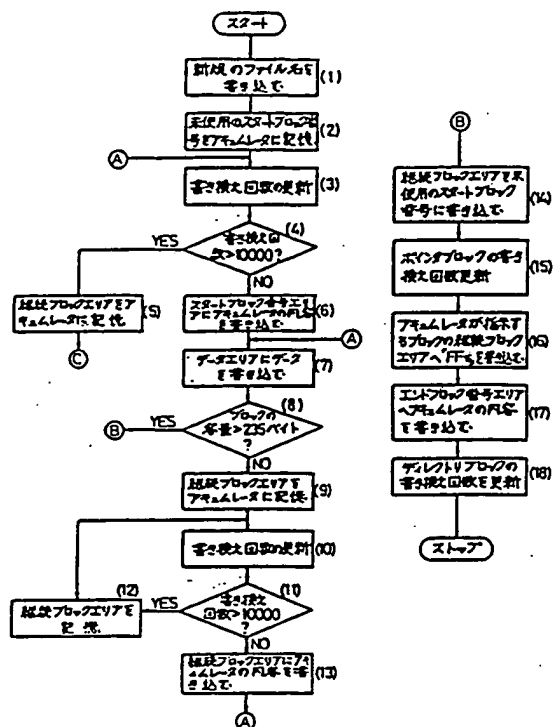 スタート
新規のファイル名を
書き込む
(1)
未使用のスタートブロック番
号をアキュムレータに記憶
(2)
A
書き換え回数の更新
(3)
(4)
書き換え回
数>10000?
YES
NO
継続ブロックエリアをア
キュムレータに記憶
(5)
C
スタートブロック番号エリ
アにアキュムレータの内容
を書き込む
(6)
A
データエリアにデータ
を書き込む
(7)
(8)
ブロックの
容量>235バイト
?
B
YES
NO
継続ブロックエリアを
アキュムレータに記憶
(9)
書き換え回数の更新
(10)
(11)
書き換え
回数>10000
?
(12)
YES
NO
継続ブロックエリアを
記憶
継続ブロックエリアにアキ
ュムレータの内容を書き
込む
(13)
A
B
継続ブロックエリアを未
使用のスタートブロック
番号に書き込む
(14)
ポインタブロックの書き
換え回数更新
(15)
アキュムレータが指示す
るブロックの継続ブロック
エリアへ"FF"を書き込む
(16)
エンドブロック番号エリア
へアキュムレータの内容
を書き込む
(17)
ディレクトリブロックの
書き換え回数を更新
(18)
ストップ